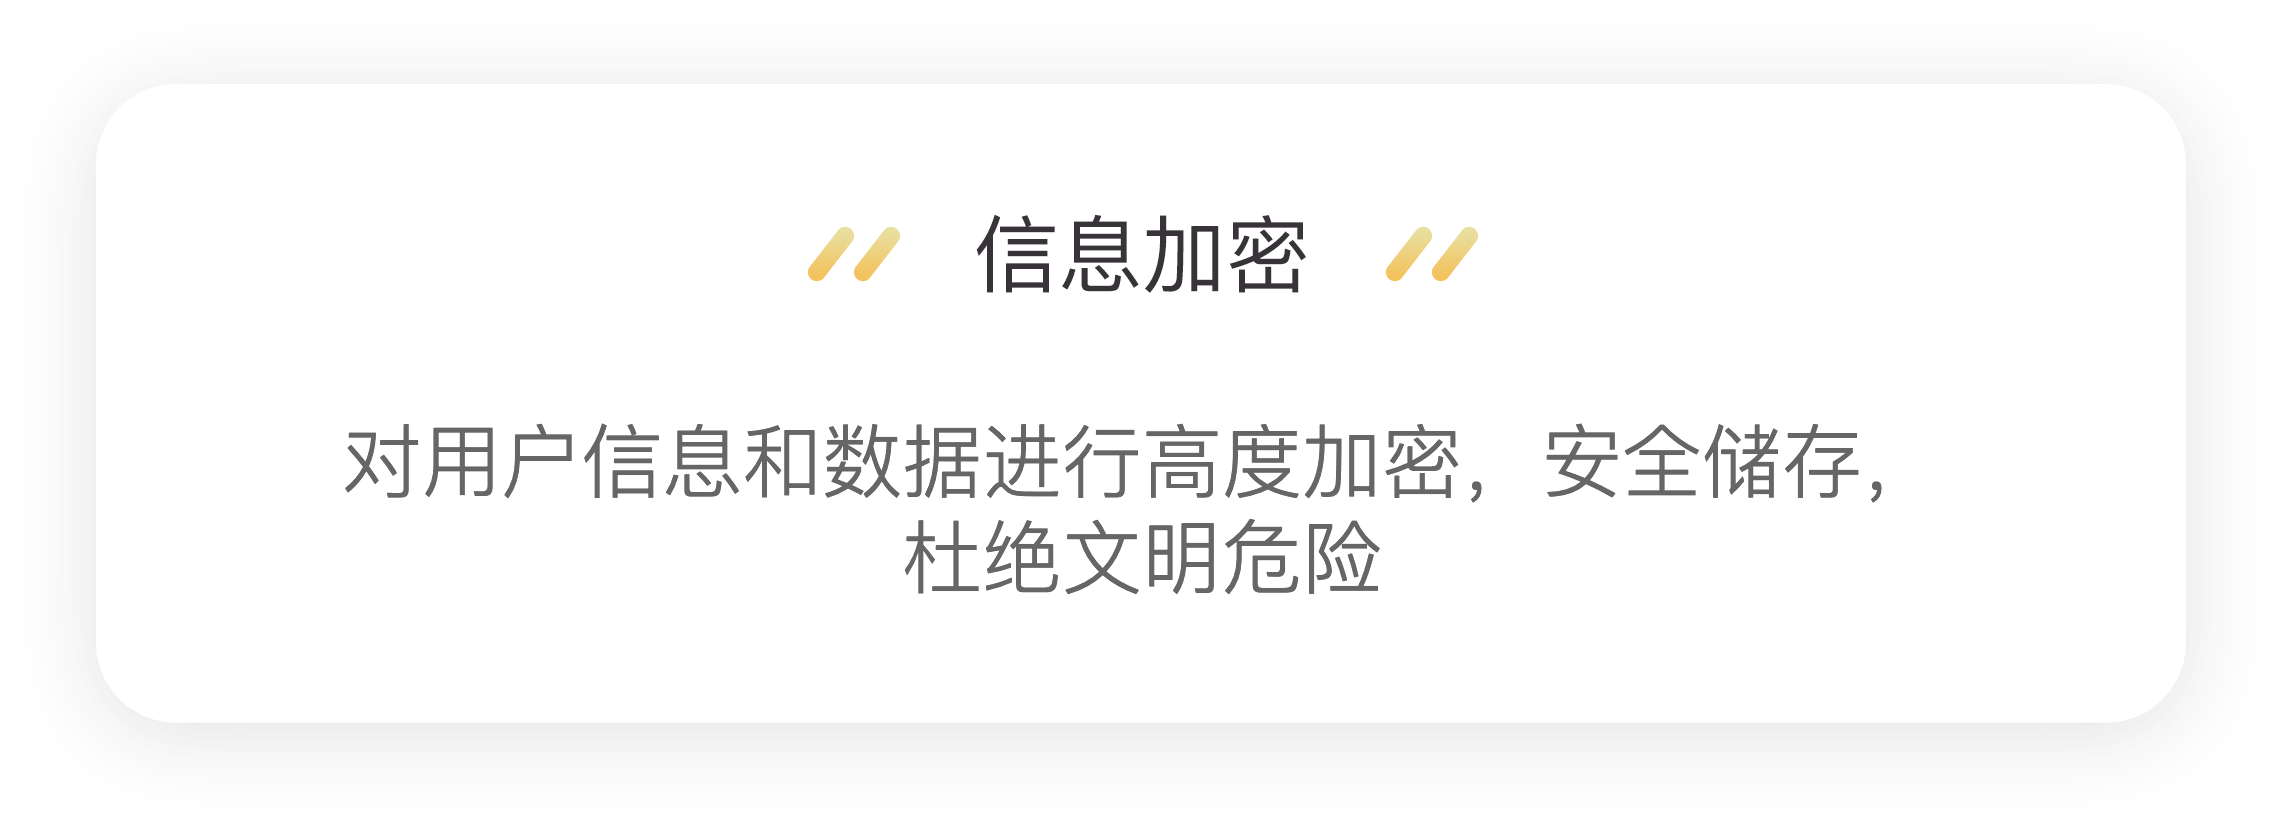 信息加密
对用户信息和数据进行高度加密，安全储存，
杜绝文明危险